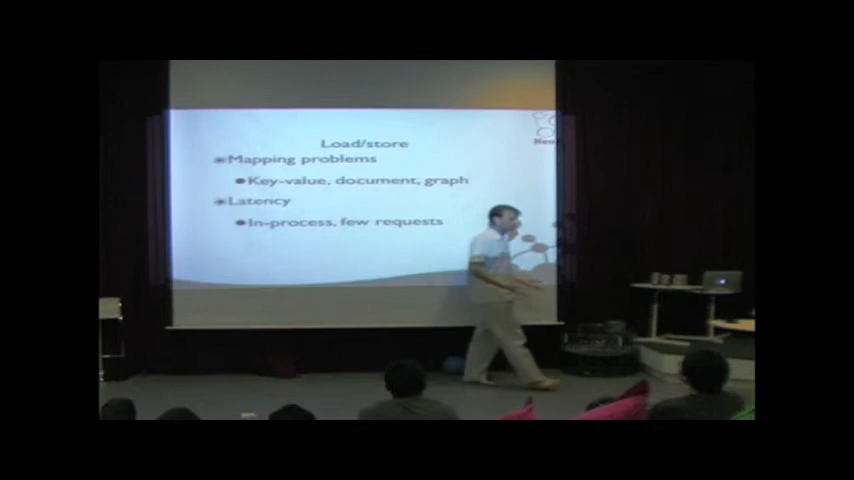 Load/store
Mapping problems
Key-value, document, graph
Latency
In-process, few requests